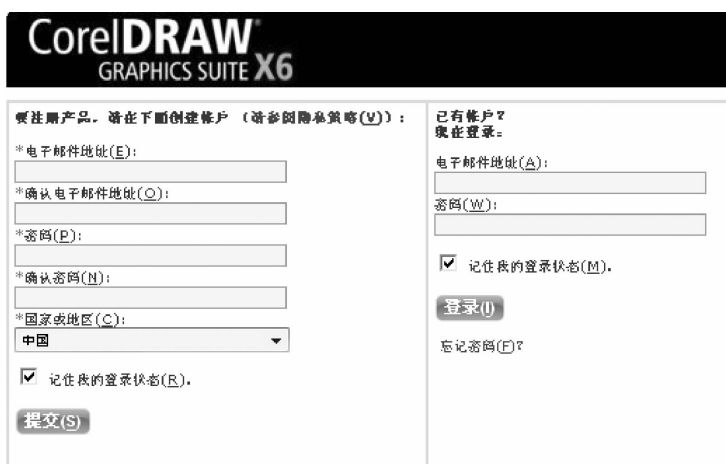 CorelDRAW
GRAPHICS SUITE X6
要注册产品，请在下面创建帐户 （请参阅隐私策略(V)）：
*电子邮件地址(E):
*确认电子邮件地址(O):
*密码(P):
*确认密码(N):
*国家或地区(C):
中国
记住我的登录状态(R).
提交(S)
已有帐户?
现在登录:
电子邮件地址(A):
密码(W):
记住我的登录状态(M).
登录(I)
忘记密码(F)?